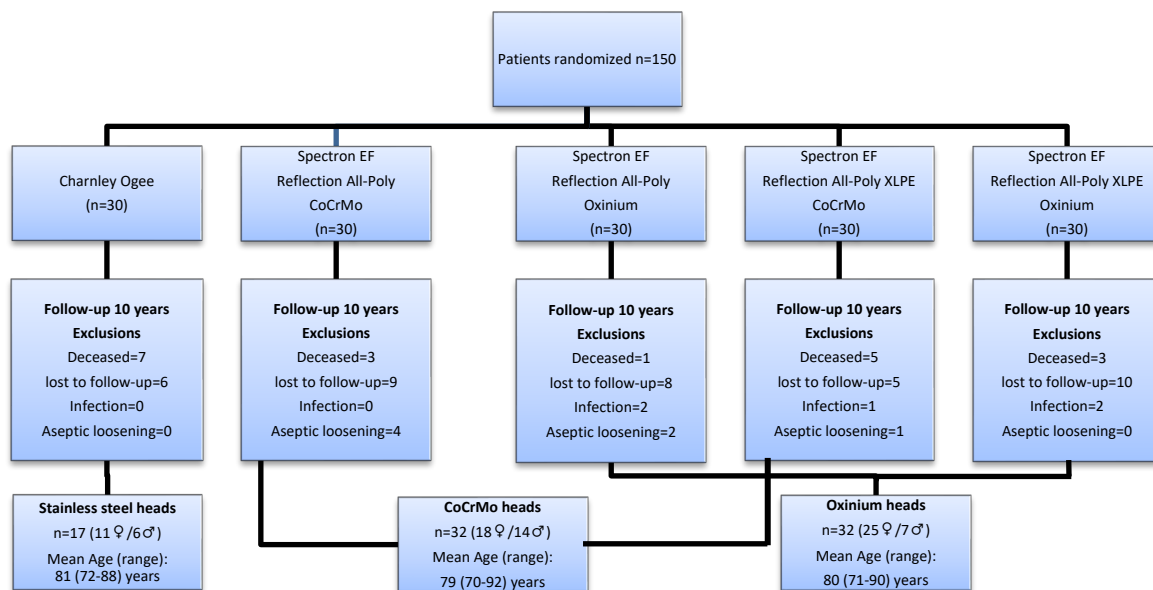 Patients randomized n=150
Charnley Ogee
(n=30)
Spectron EF
Reflection All-Poly
CoCrMo
(n=30)
Spectron EF
Reflection All-Poly
Oxinium
(n=30)
Spectron EF
Reflection All-Poly XLPE
CoCrMo
(n=30)
Spectron EF
Reflection All-Poly XLPE
Oxinium
(n=30)
Follow-up 10 years
Exclusions
Deceased=7
lost to follow-up=6
Infection=0
Aseptic loosening=0
Follow-up 10 years
Exclusions
Deceased=3
lost to follow-up=9
Infection=0
Aseptic loosening=4
Follow-up 10 years
Exclusions
Deceased=1
lost to follow-up=8
Infection=2
Aseptic loosening=2
Follow-up 10 years
Exclusions
Deceased=5
lost to follow-up=5
Infection=1
Aseptic loosening=1
Follow-up 10 years
Exclusions
Deceased=3
lost to follow-up=10
Infection=2
Aseptic loosening=0
Stainless steel heads
n=17 (11♀/6♂)
Mean Age (range):
81 (72-88) years
CoCrMo heads
n=32 (18♀/14♂)
Mean Age (range):
79 (70-92) years
Oxinium heads
n=32 (25♀/7♂)
Mean Age (range):
80 (71-90) years